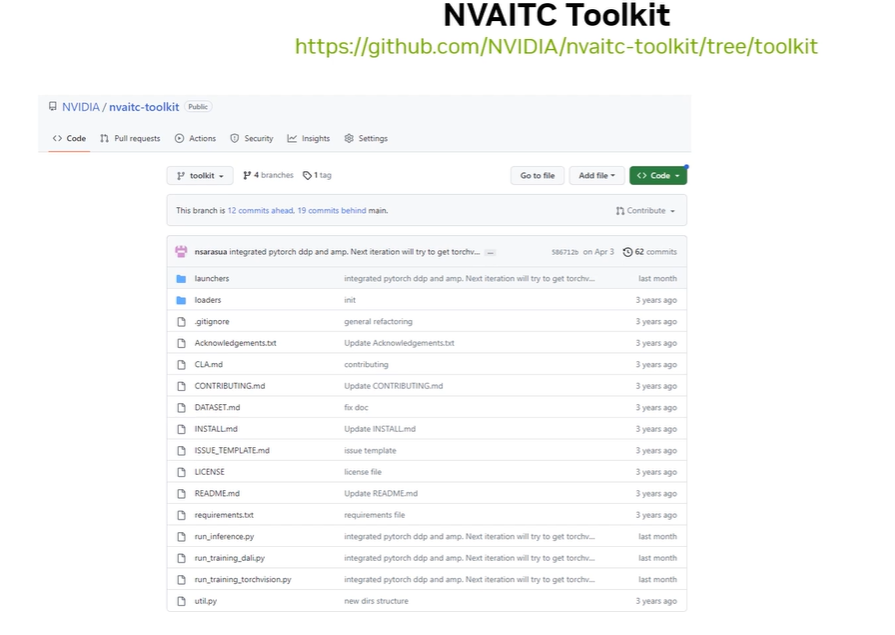 NVAITC Toolkit
https://github.com/NVIDIA/nvaitc-toolkit/tree/toolkit
NVIDIA / nvaitc-toolkit Public
<> Code Pull requests Actions Security Insights Settings
toolkit 4 branches 1 tag Go to file Add file <> Code
This branch is 12 commits ahead, 19 commits behind main. Contribute
nsarasua integrated pytorch ddp and amp. Next iteration will try to get torchv... ... 586712b on Apr 3 62 commits
launchers integrated pytorch ddp and amp. Next iteration will try to get torchv... last month
loaders init 3 years ago
.gitignore general refactoring 3 years ago
Acknowledgements.txt Update Acknowledgements.txt 3 years ago
CLA.md contributing 3 years ago
CONTRIBUTING.md Update CONTRIBUTING.md 3 years ago
DATASET.md fix doc 3 years ago
INSTALL.md Update INSTALL.md 3 years ago
ISSUE_TEMPLATE.md issue template 3 years ago
LICENSE license file 3 years ago
README.md Update README.md 3 years ago
requirements.txt requirements file 3 years ago
run_inference.py integrated pytorch ddp and amp. Next iteration will try to get torchv... last month
run_training_dali.py integrated pytorch ddp and amp. Next iteration will try to get torchv... last month
run_training_torchvision.py integrated pytorch ddp and amp. Next iteration will try to get torchv... last month
util.py new dirs structure 3 years ago